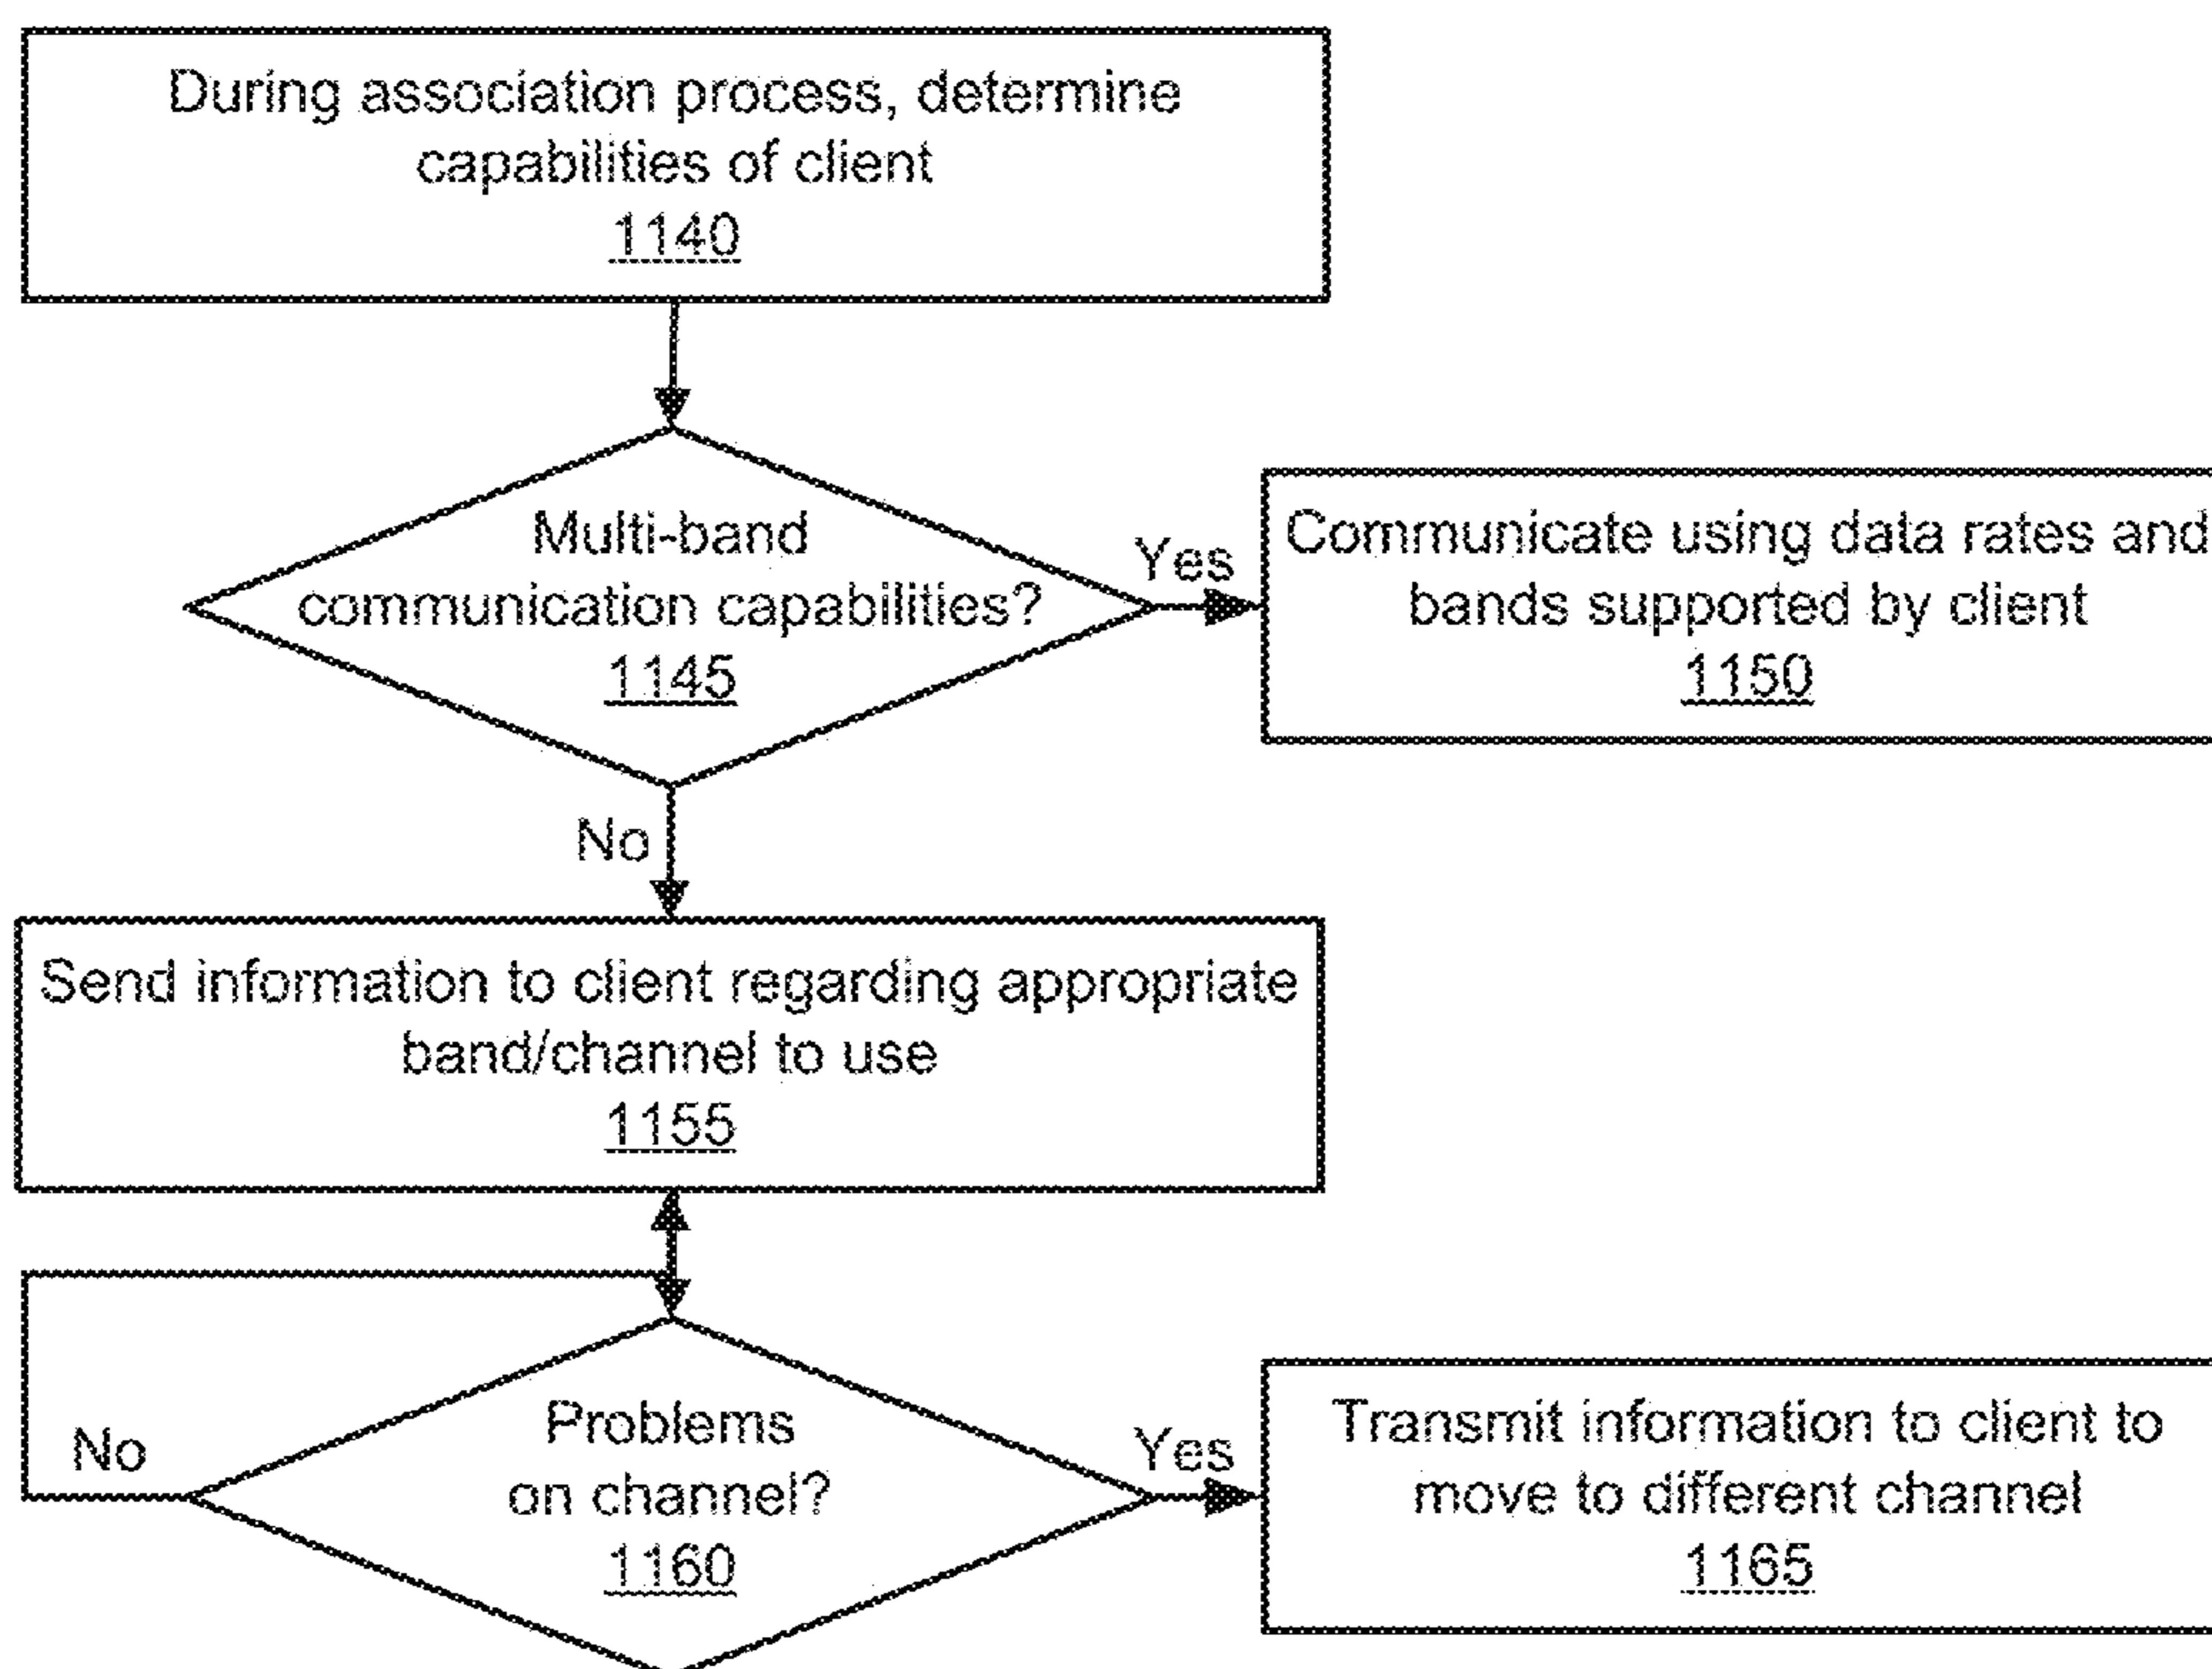 During association process, determine
capabilities of client
1140
Multi-band
communication capabilities?
1145
Yes
Communicate using data rates and
bands supported by client
1150
No
Send information to client regarding appropriate
band/channel to use
1155
No
Problems
on channel?
1160
Yes
Transmit information to client to
move to different channel
1165